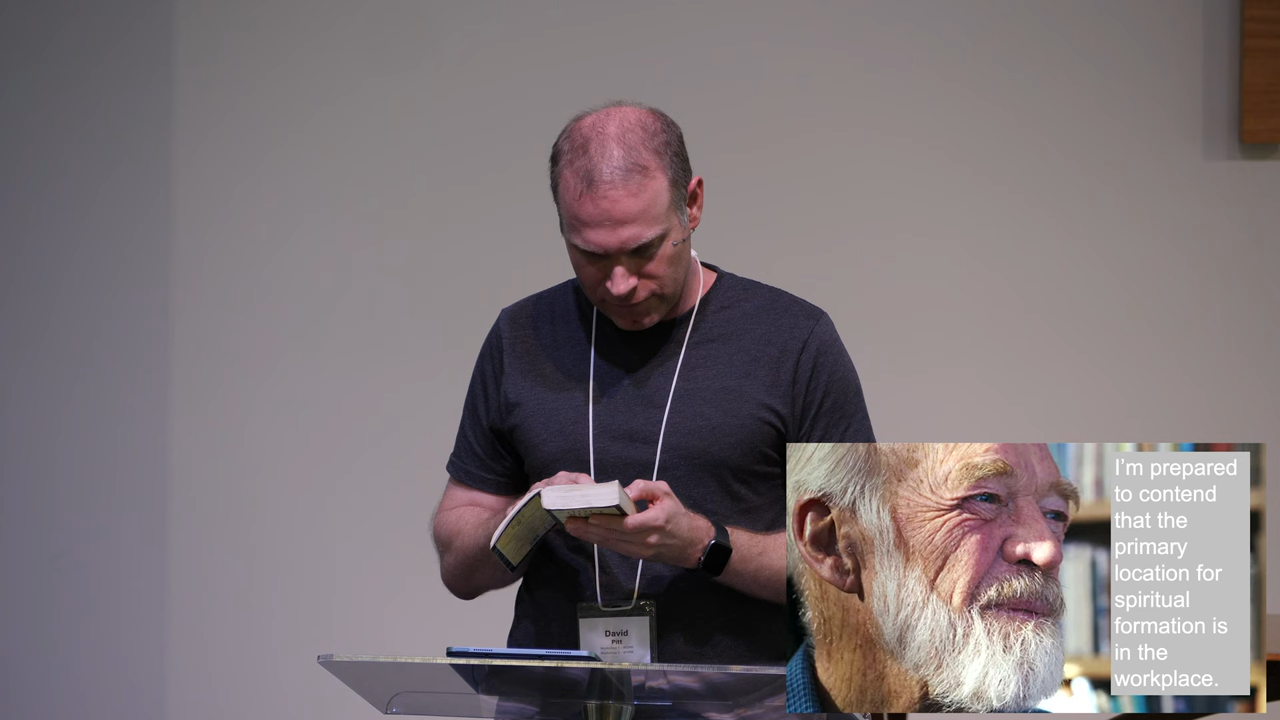 David
Pitt
I'm prepared
to contend
that the
primary
location for
spiritual
formation is
in the
workplace.